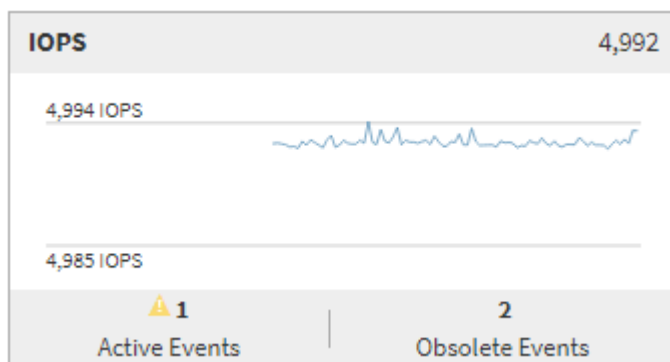 IOPS 4,992
4,994 IOPS
4,985 IOPS
1 2
Active Events Obsolete Events